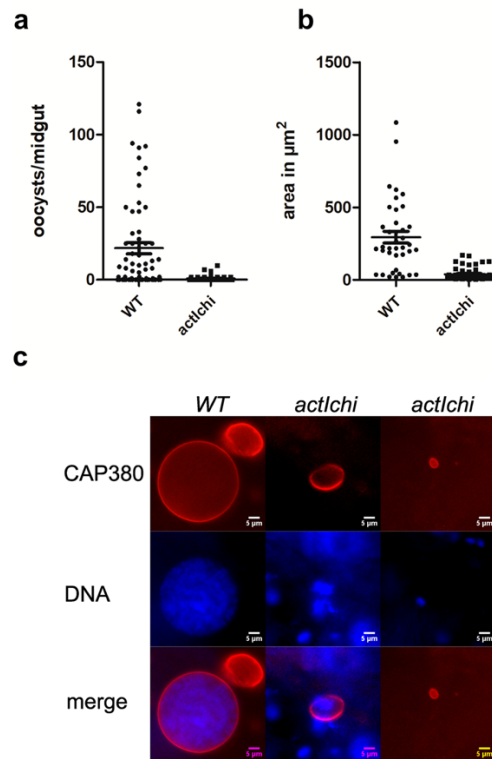 a
b
oocysts/midgut
150
100
50
0
WT
actIchi
area in µm²
1500
1000
500
0
WT
actIchi
c
WT actIchi actIchi
CAP380
5 µm 5 µm 5 µm
DNA
5 µm 5 µm 5 µm
merge
5 µm 5 µm 5 µm